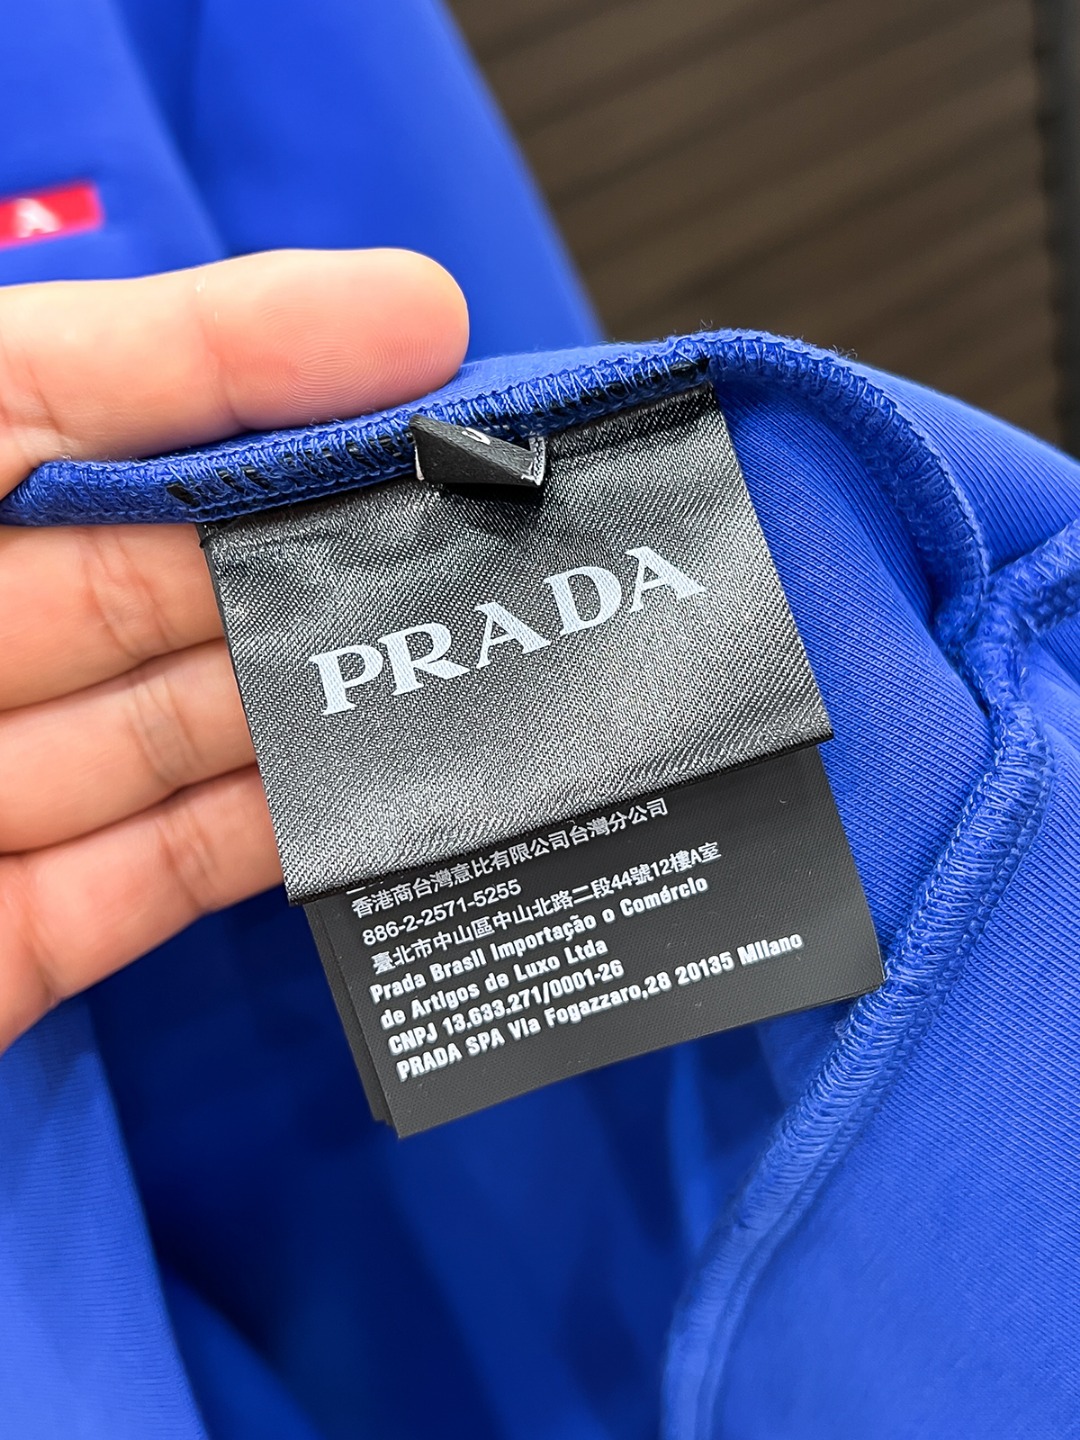 A
PRADA
香港商台灣意比有限公司台灣分公司
886-2-2571-5255
臺北市中山區中山北路二段44號12樓A室
Prada Brasil Importação o Comércio
de Artigos de Luxo Ltda
CNPJ 13.633.271/0001-26
PRADA SPA Via Fogazzaro,28 20135 Milano